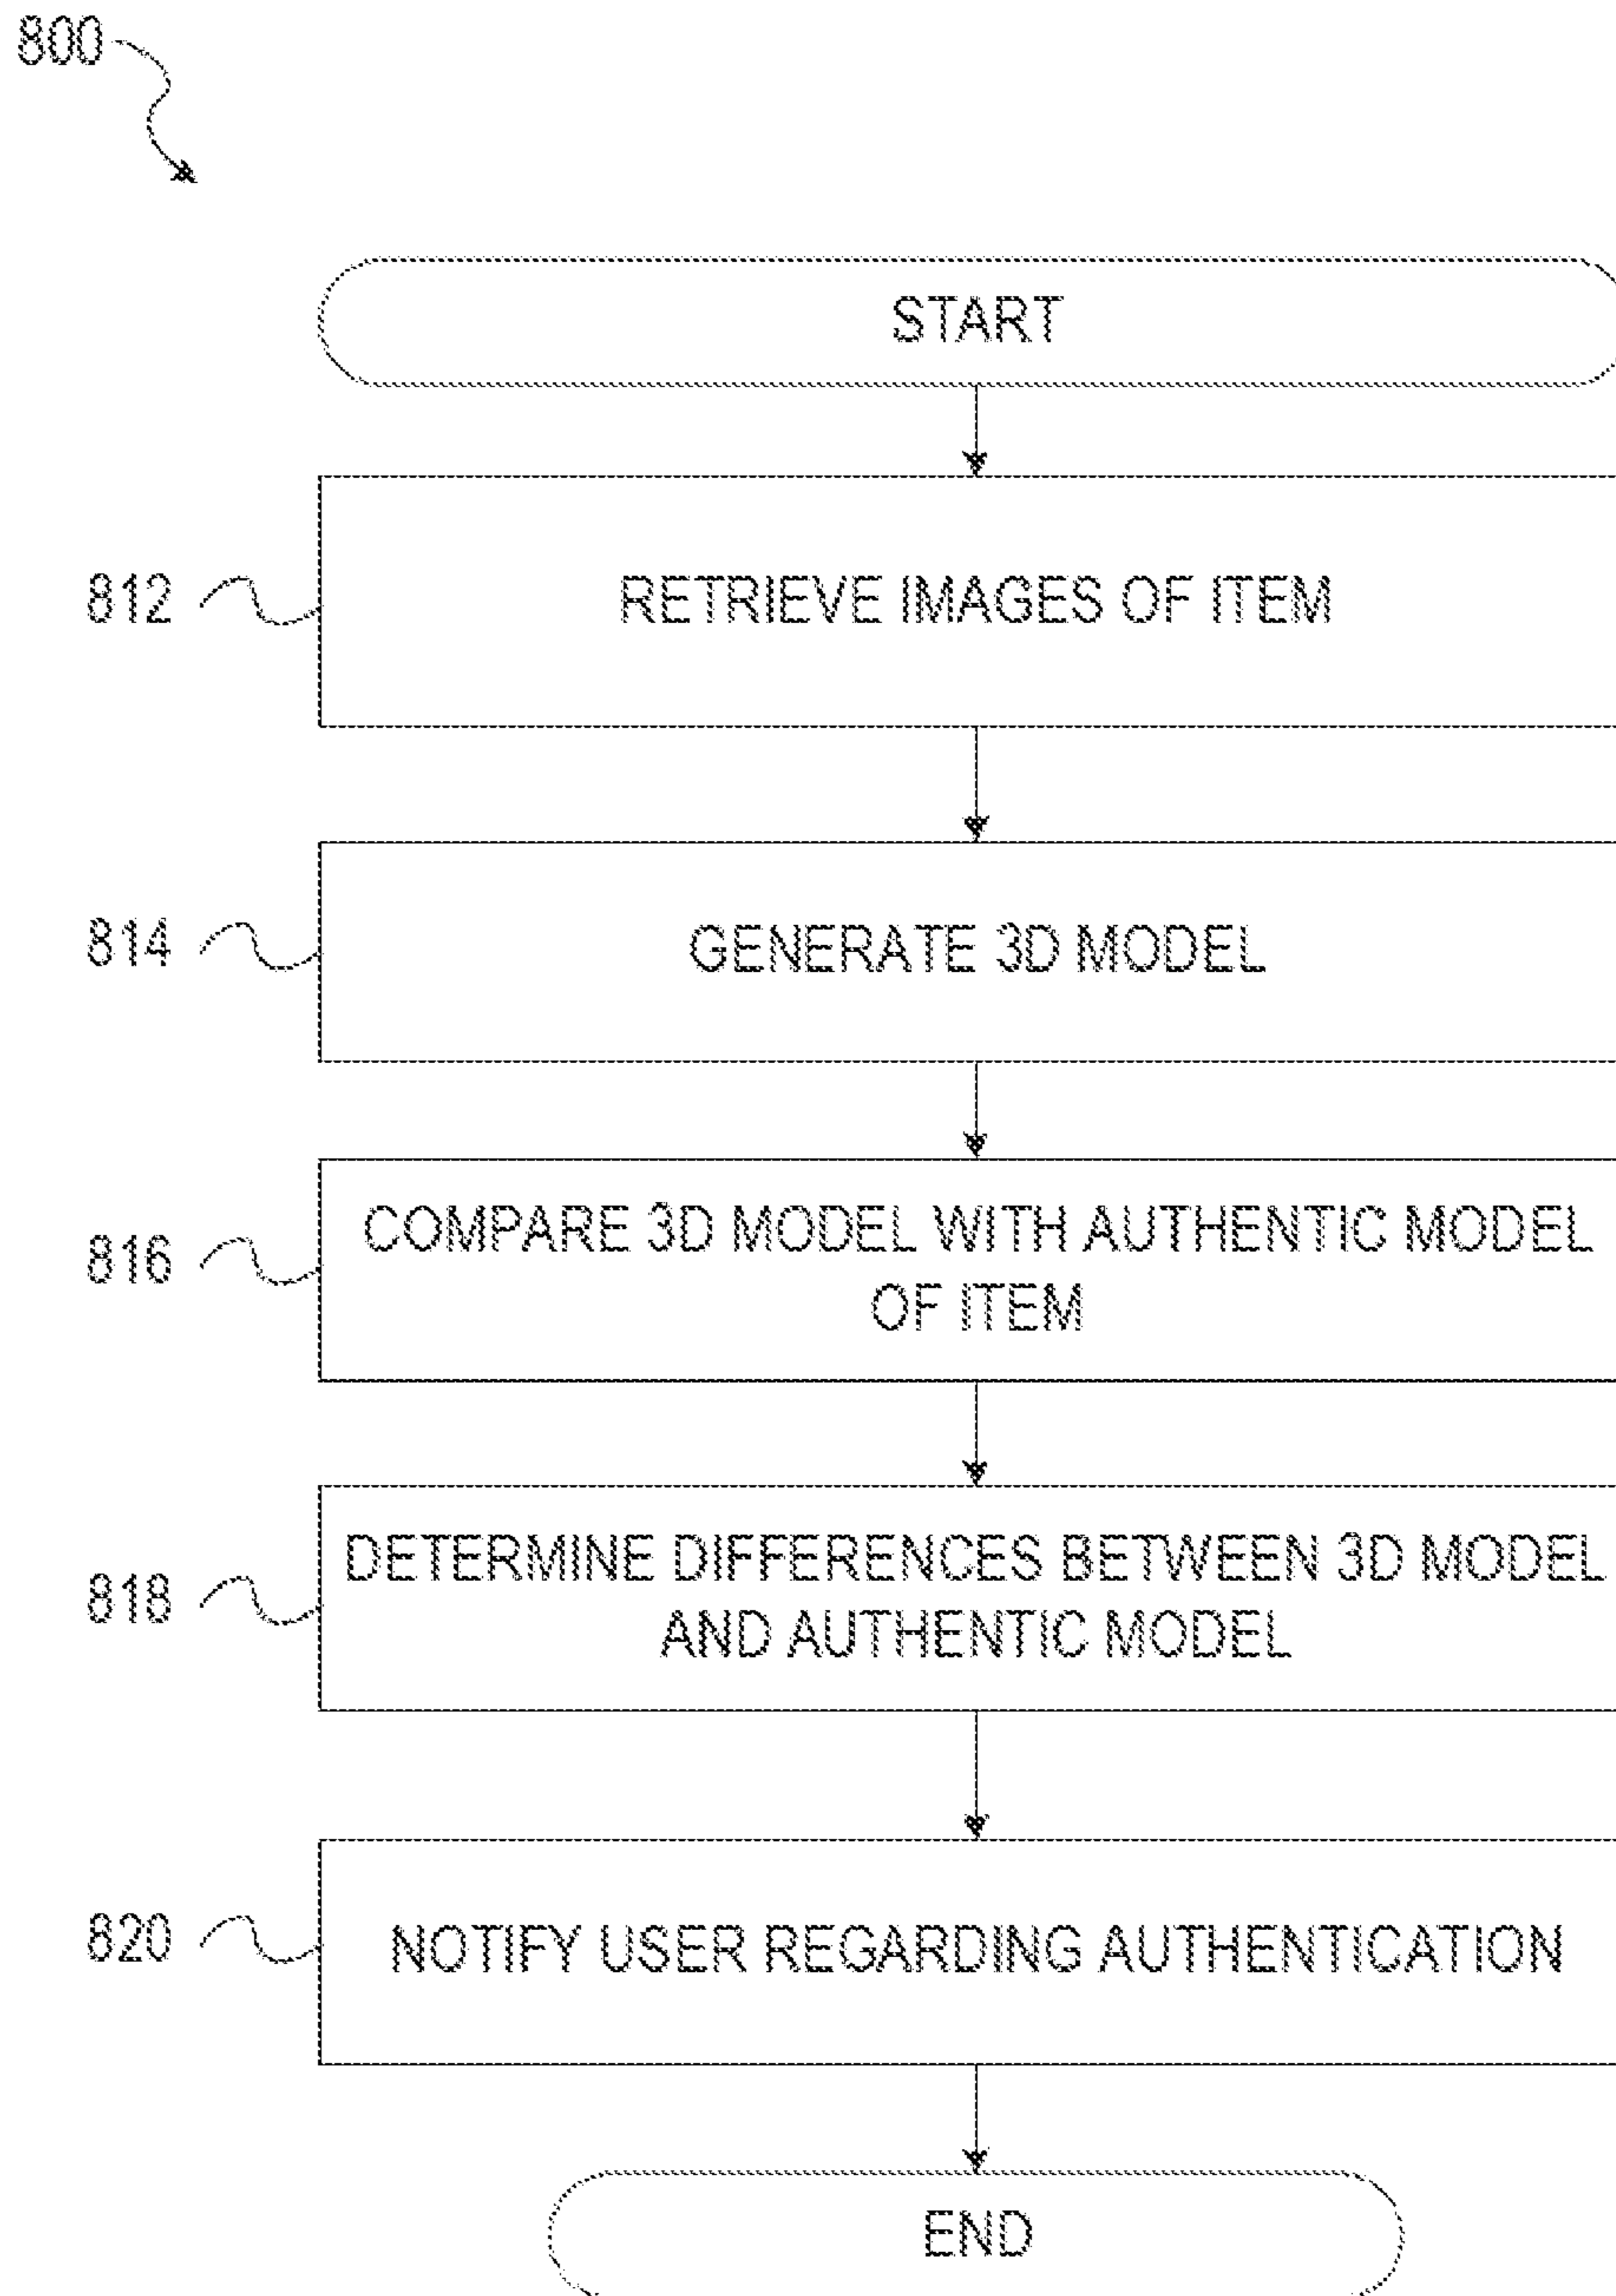 800
START
812
RETRIEVE IMAGES OF ITEM
814
GENERATE 3D MODEL
816
COMPARE 3D MODEL WITH AUTHENTIC MODEL
OF ITEM
818
DETERMINE DIFFERENCES BETWEEN 3D MODEL
AND AUTHENTIC MODEL
820
NOTIFY USER REGARDING AUTHENTICATION
END